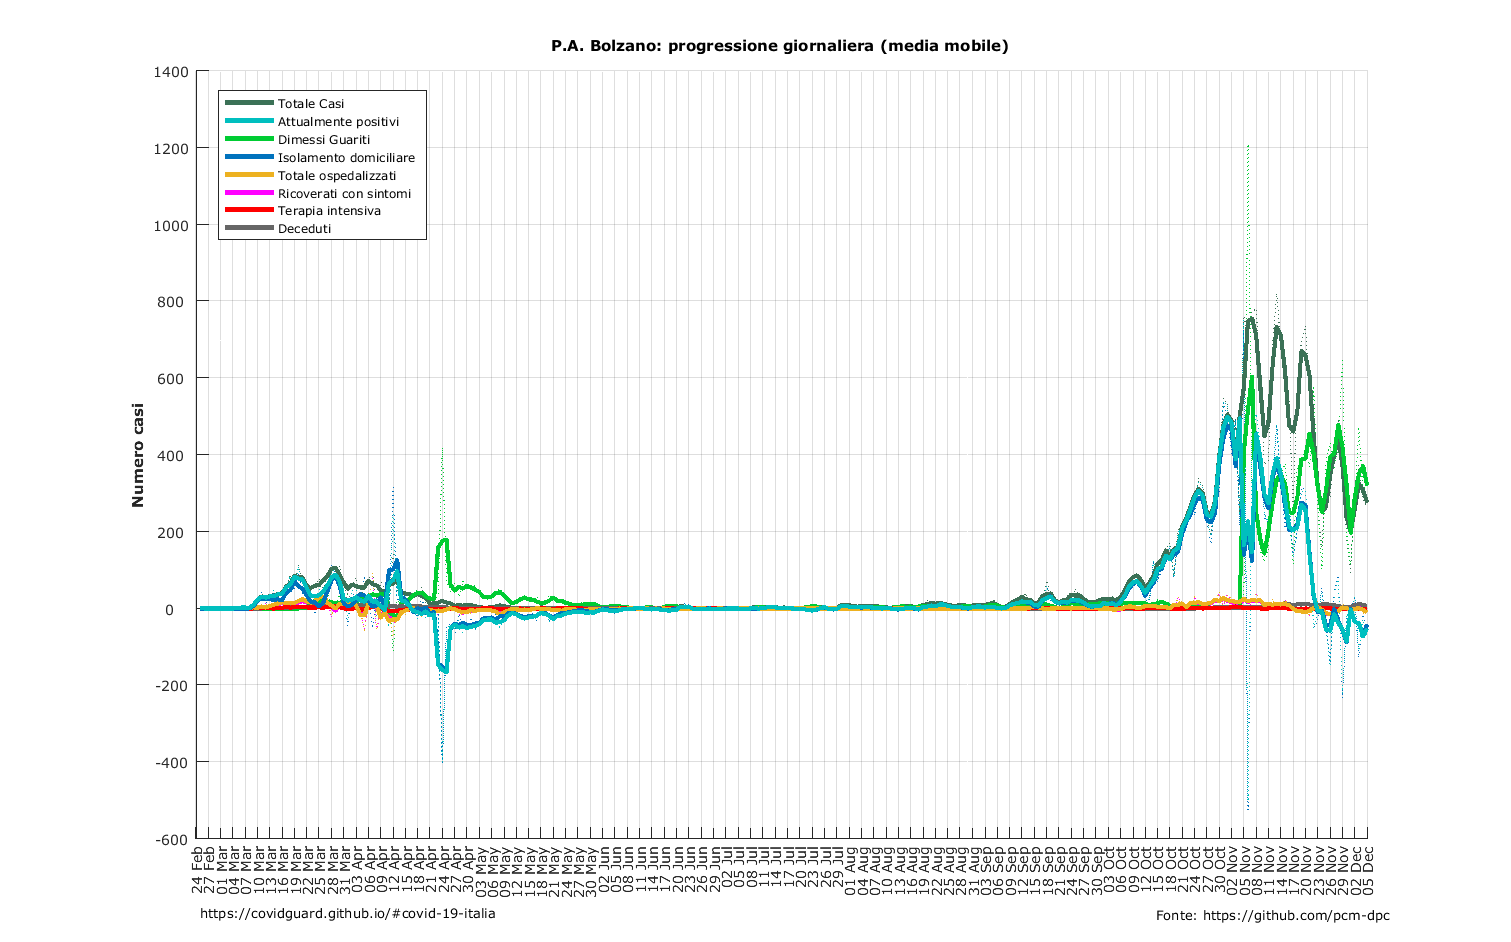 P.A. Bolzano: progressione giornaliera (media mobile)
1400
1200
1000
800
600
400
200
0
-200
-400
-600
Numero casi
Totale Casi
Attualmente positivi
Dimessi Guariti
Isolamento domiciliare
Totale ospedalizzati
Ricoverati con sintomi
Terapia intensiva
Deceduti
24 Feb
27 Feb
01 Mar
04 Mar
07 Mar
10 Mar
13 Mar
16 Mar
19 Mar
22 Mar
25 Mar
28 Mar
31 Mar
03 Apr
06 Apr
09 Apr
12 Apr
15 Apr
18 Apr
21 Apr
24 Apr
27 Apr
30 Apr
03 May
06 May
09 May
12 May
15 May
18 May
21 May
24 May
27 May
30 May
02 Jun
05 Jun
08 Jun
11 Jun
14 Jun
17 Jun
20 Jun
23 Jun
26 Jun
29 Jun
02 Jul
05 Jul
08 Jul
11 Jul
14 Jul
17 Jul
20 Jul
23 Jul
26 Jul
29 Jul
01 Aug
04 Aug
07 Aug
10 Aug
13 Aug
16 Aug
19 Aug
22 Aug
25 Aug
28 Aug
31 Aug
03 Sep
06 Sep
09 Sep
12 Sep
15 Sep
18 Sep
21 Sep
24 Sep
27 Sep
30 Sep
03 Oct
06 Oct
09 Oct
12 Oct
15 Oct
18 Oct
21 Oct
24 Oct
27 Oct
30 Oct
02 Nov
05 Nov
08 Nov
11 Nov
14 Nov
17 Nov
20 Nov
23 Nov
26 Nov
29 Nov
02 Dec
05 Dec
https://covidguard.github.io/#covid-19-italia
Fonte: https://github.com/pcm-dpc